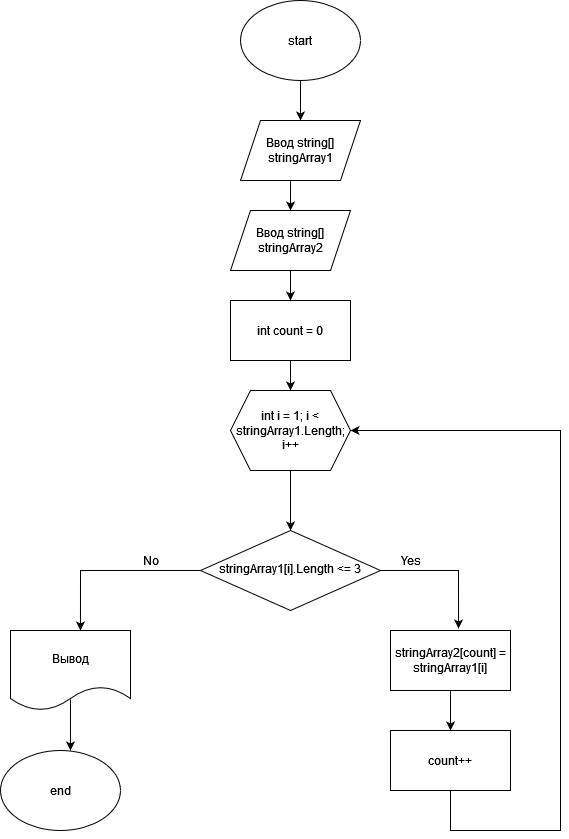 start
Ввод string[]
stringArray1
Ввод string[]
stringArray2
int count = 0
int i = 1; i <
stringArray1.Length;
i++
stringArray1[i].Length <= 3
No
Yes
Вывод
stringArray2[count] =
stringArray1[i]
count++
end